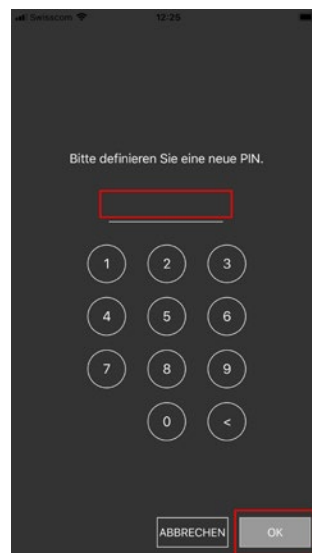 Swisscom 12:25
Bitte definieren Sie eine neue PIN.
1 2 3
4 5 6
7 8 9
0 <
ABBRECHEN OK